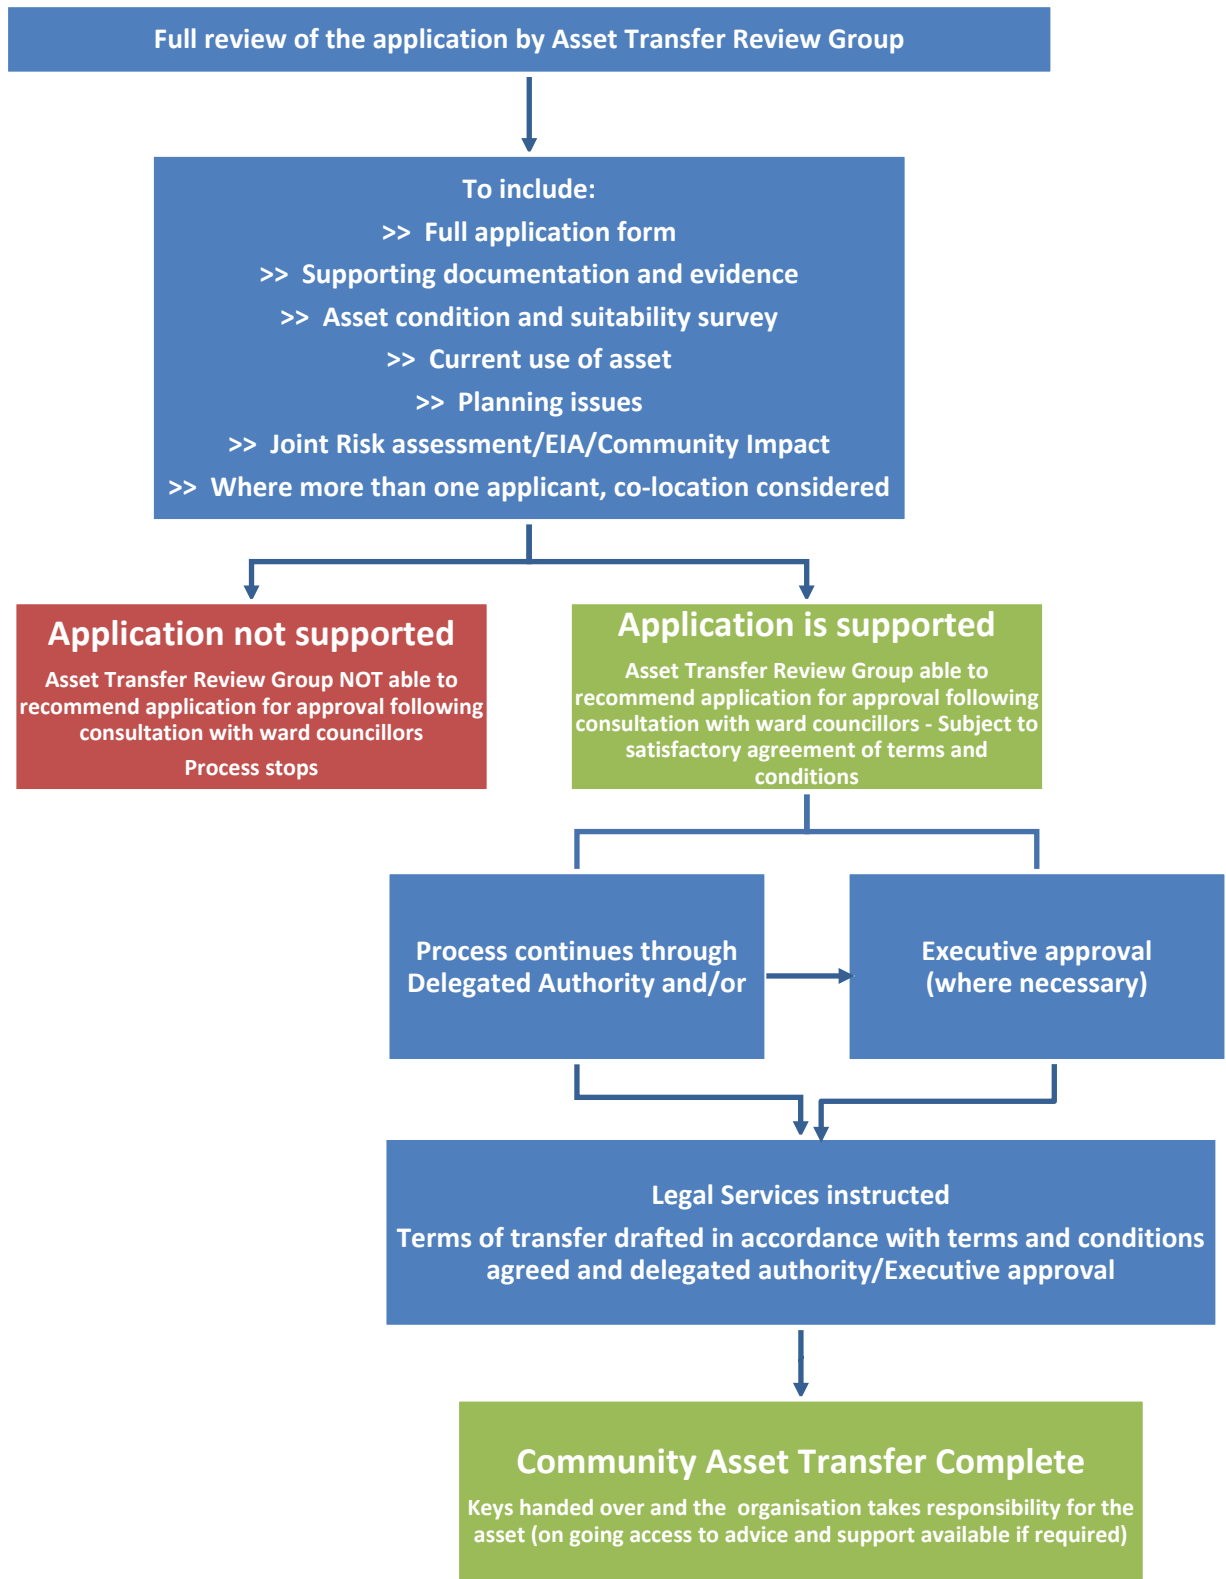 Full review of the application by Asset Transfer Review Group
To include:
>> Full application form
>> Supporting documentation and evidence
>> Asset condition and suitability survey
>> Current use of asset
>> Planning issues
>> Joint Risk assessment/EIA/Community Impact
>> Where more than one applicant, co-location considered
Application not supported
Asset Transfer Review Group NOT able to
recommend application for approval following
consultation with ward councillors
Process stops
Application is supported
Asset Transfer Review Group able to
recommend application for approval following
consultation with ward councillors - Subject to
satisfactory agreement of terms and
conditions
Process continues through
Delegated Authority and/or
Executive approval
(where necessary)
Legal Services instructed
Terms of transfer drafted in accordance with terms and conditions
agreed and delegated authority/Executive approval
Community Asset Transfer Complete
Keys handed over and the organisation takes responsibility for the
asset (on going access to advice and support available if required)